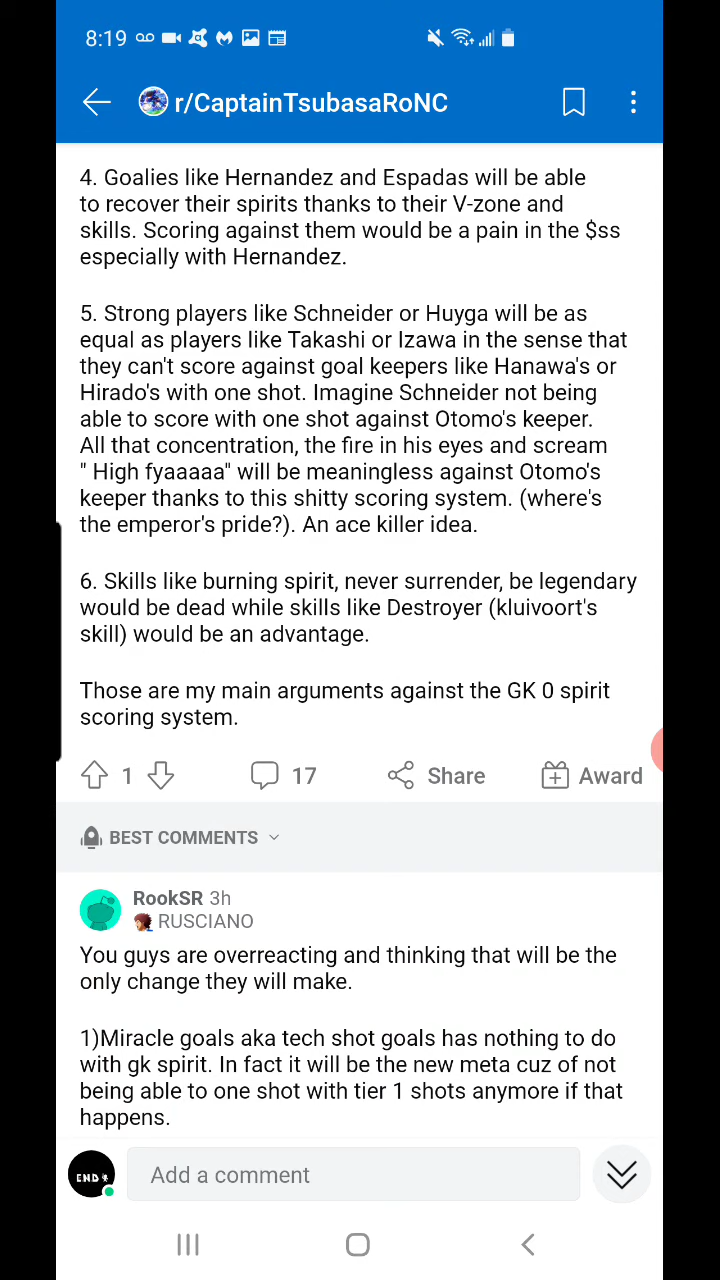 8:19
r/CaptainTsubasaRoNC
4. Goalies like Hernandez and Espadas will be able
to recover their spirits thanks to their V-zone and
skills. Scoring against them would be a pain in the $ss
especially with Hernandez.
5. Strong players like Schneider or Huyga will be as
equal as players like Takashi or Izawa in the sense that
they can't score against goal keepers like Hanawa's or
Hirado's with one shot. Imagine Schneider not being
able to score with one shot against Otomo's keeper.
All that concentration, the fire in his eyes and scream
" High fyaaaaa" will be meaningless against Otomo's
keeper thanks to this shitty scoring system. (where's
the emperor's pride?). An ace killer idea.
6. Skills like burning spirit, never surrender, be legendary
would be dead while skills like Destroyer (kluivoort's
skill) would be an advantage.
Those are my main arguments against the GK 0 spirit
scoring system.
1 17 Share Award
BEST COMMENTS
RookSR 3h
RUSCIANO
You guys are overreacting and thinking that will be the
only change they will make.
1)Miracle goals aka tech shot goals has nothing to do
with gk spirit. In fact it will be the new meta cuz of not
being able to one shot with tier 1 shots anymore if that
happens.
END
Add a comment